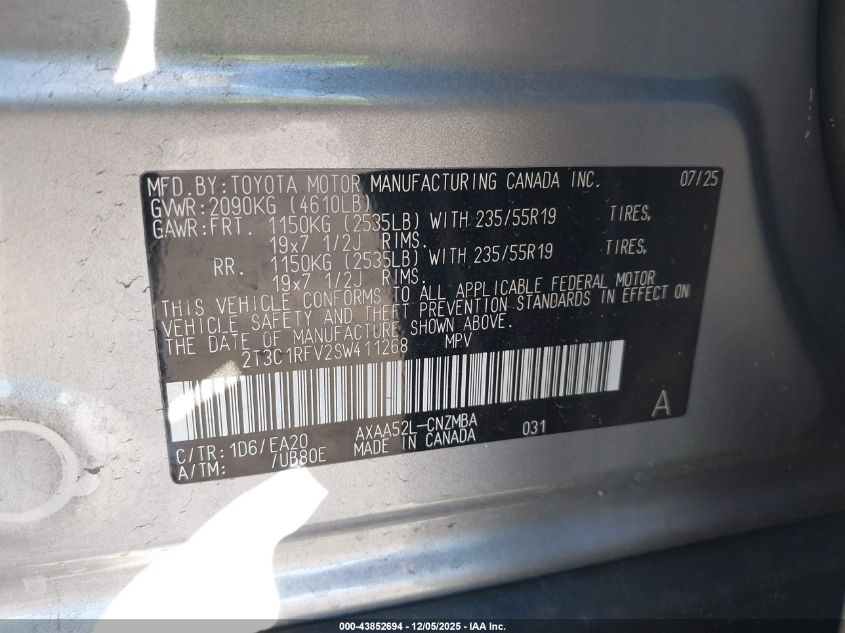 MFD.BY:TOYOTA MOTOR MANUFACTURING CANADA INC. 07/25
GVWR:2090KG (4610LB)
GAWR:FRT. 1150KG (2535LB) WITH 235/55R19 TIRES,
19x7 1/2J RIMS.
RR. 1150KG (2535LB) WITH 235/55R19 TIRES,
19x7 1/2J RIMS.
THIS VEHICLE CONFORMS TO ALL APPLICABLE FEDERAL MOTOR
VEHICLE SAFETY AND THEFT PREVENTION STANDARDS IN EFFECT ON
THE DATE OF MANUFACTURE SHOWN ABOVE.
2T3C1RFV2SW411268 MPV
A
C/TR:1D6/EA20 AXAA52L-CNZMBA 031
A/TM: /UB80E MADE IN CANADA
000-43852694 - 12/05/2025 - IAA Inc.